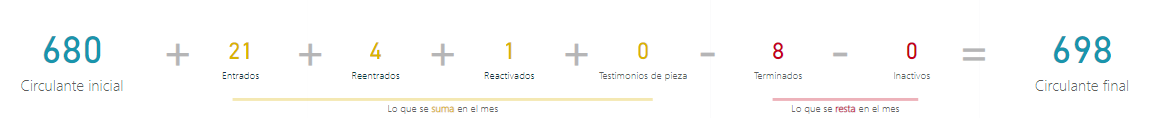 680 + 21 + 4 + 1 + 0 - 8 - 0 = 698
Circulante inicial Entrados Reentrados Reactivados Testimonios de pieza Terminados Inactivos Circulante final
Lo que se suma en el mes Lo que se resta en el mes